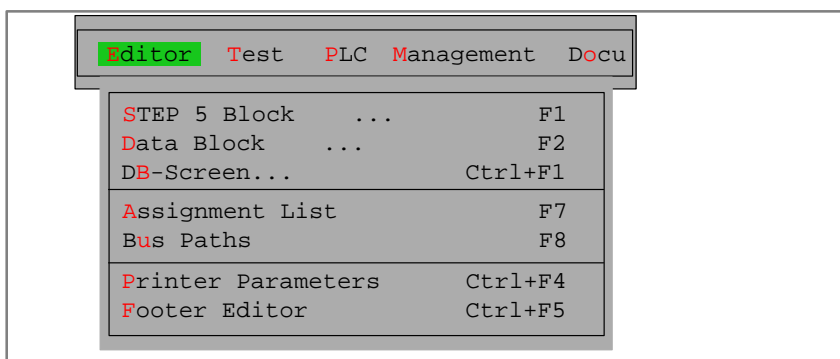 Editor Test PLC Management Docu
STEP 5 Block ... F1
Data Block ... F2
DB-Screen... Ctrl+F1
Assignment List F7
Bus Paths F8
Printer Parameters Ctrl+F4
Footer Editor Ctrl+F5